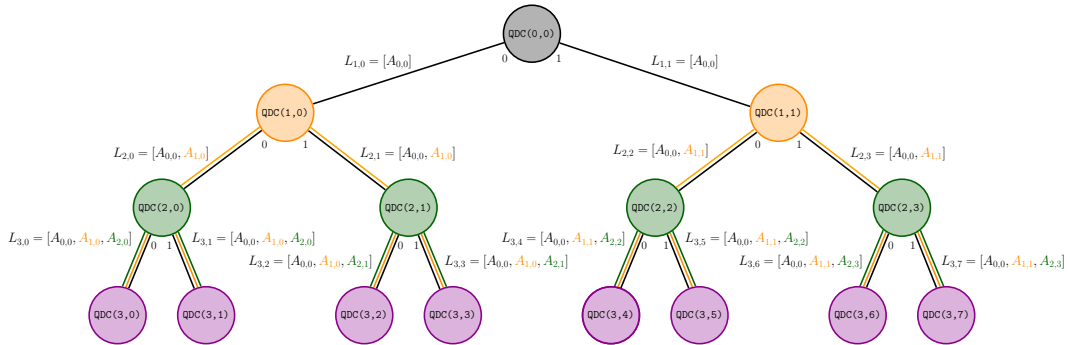 QDC(0,0)
0 1
L_{1,0} = [A_{0,0}] L_{1,1} = [A_{0,0}]
QDC(1,0) QDC(1,1)
0 1 0 1
L_{2,0} = [A_{0,0}, A_{1,0}] L_{2,1} = [A_{0,0}, A_{1,0}] L_{2,2} = [A_{0,0}, A_{1,1}] L_{2,3} = [A_{0,0}, A_{1,1}]
QDC(2,0) QDC(2,1) QDC(2,2) QDC(2,3)
0 1 0 1 0 1 0 1
L_{3,0} = [A_{0,0}, A_{1,0}, A_{2,0}] L_{3,1} = [A_{0,0}, A_{1,0}, A_{2,0}] L_{3,4} = [A_{0,0}, A_{1,1}, A_{2,2}] L_{3,5} = [A_{0,0}, A_{1,1}, A_{2,2}]
L_{3,2} = [A_{0,0}, A_{1,0}, A_{2,1}] L_{3,3} = [A_{0,0}, A_{1,0}, A_{2,1}] L_{3,6} = [A_{0,0}, A_{1,1}, A_{2,3}] L_{3,7} = [A_{0,0}, A_{1,1}, A_{2,3}]
QDC(3,0) QDC(3,1) QDC(3,2) QDC(3,3) QDC(3,4) QDC(3,5) QDC(3,6) QDC(3,7)